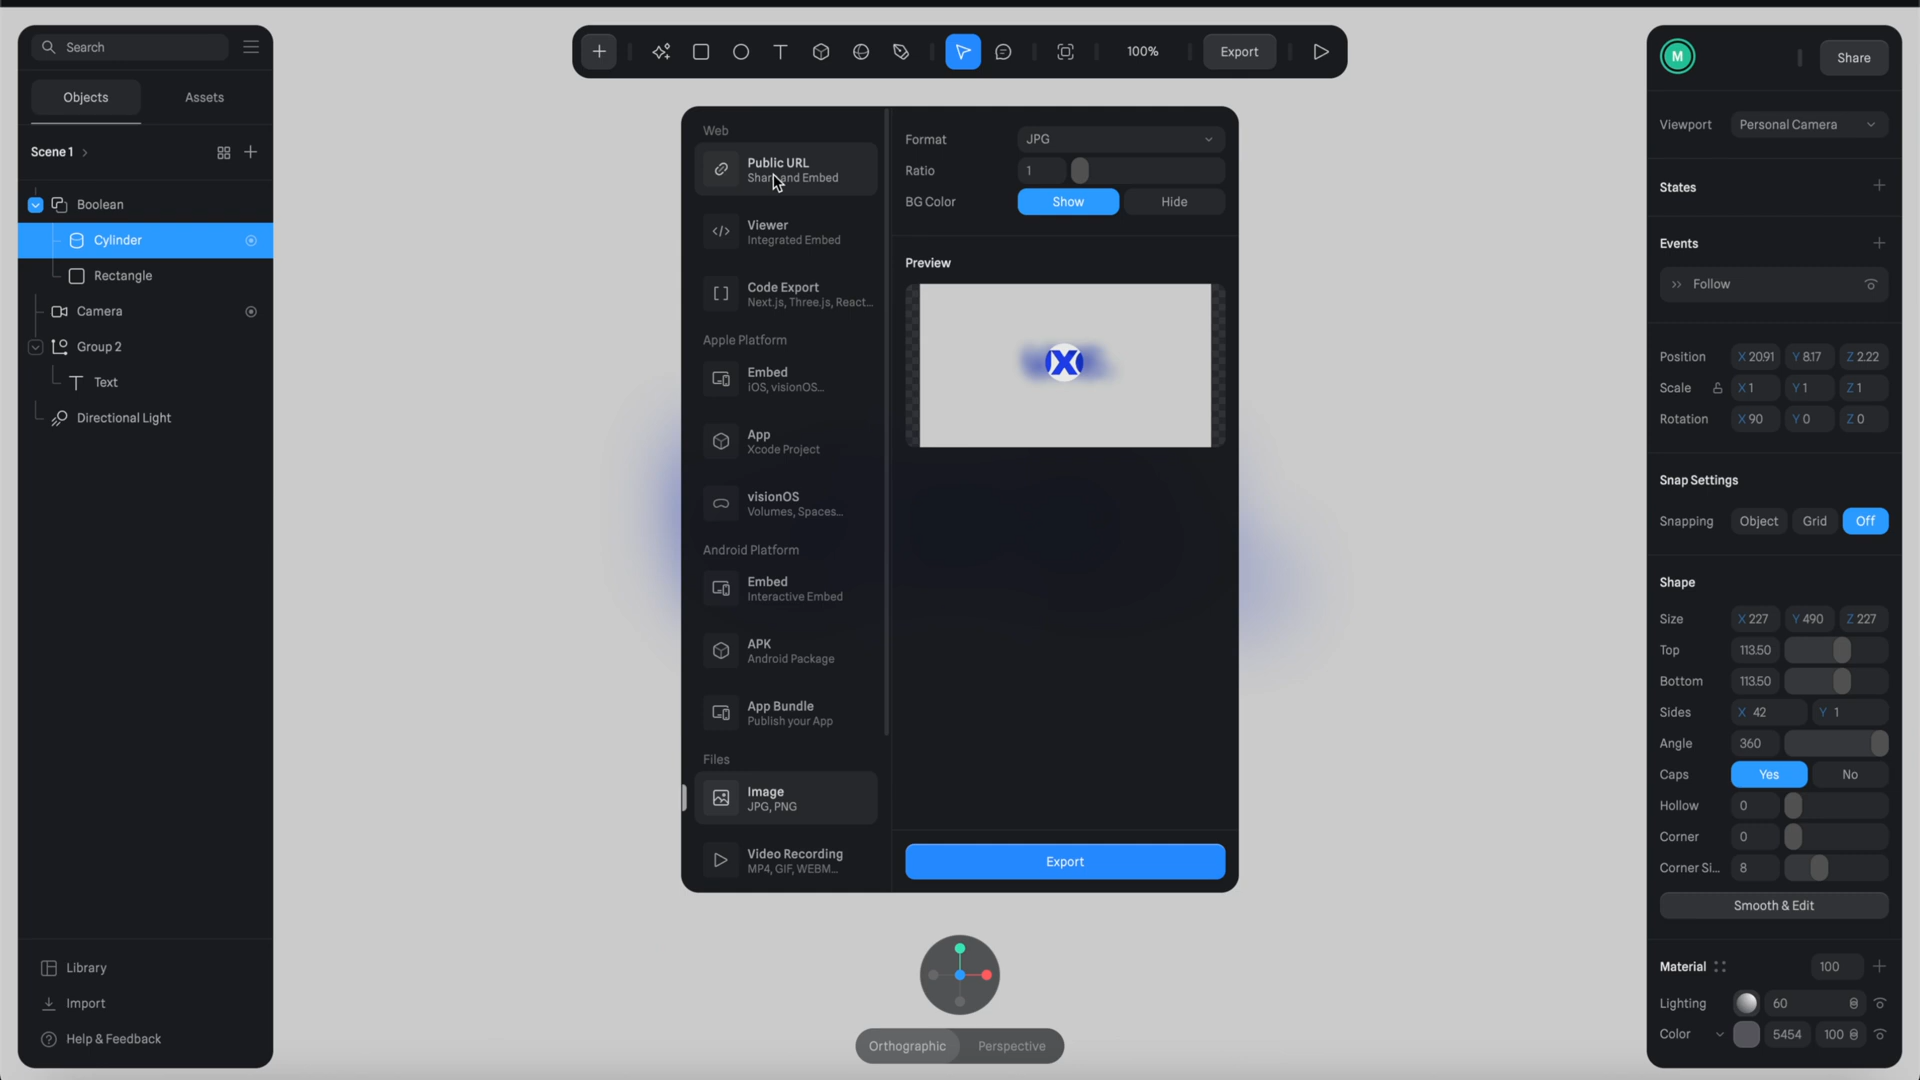 Search
Objects
Assets
Scene 1
Boolean
Cylinder
Rectangle
Camera
Group 2
Text
Directional Light
Library
Import
Help & Feedback
100%
Export
Web
Public URL
Share and Embed
Viewer
Integrated Embed
Code Export
Next.js, Three.js, React...
Apple Platform
Embed
iOS, visionOS...
App
Xcode Project
visionOS
Volumes, Spaces...
Android Platform
Embed
Interactive Embed
APK
Android Package
App Bundle
Publish your App
Files
Image
JPG, PNG
Video Recording
MP4, GIF, WEBM...
Format JPG
Ratio 1
BG Color Show Hide
Preview
X
Export
Orthographic Perspective
M
Share
Viewport Personal Camera
States
Events
Follow
Position X 20.91 Y 8.17 Z 2.22
Scale X 1 Y 1 Z 1
Rotation X 90 Y 0 Z 0
Snap Settings
Snapping Object Grid Off
Shape
Size X 227 Y 490 Z 227
Top 113.50
Bottom 113.50
Sides X 42 Y 1
Angle 360
Caps Yes No
Hollow 0
Corner 0
Corner Si... 8
Smooth & Edit
Material 100
Lighting 60
Color 5454 100